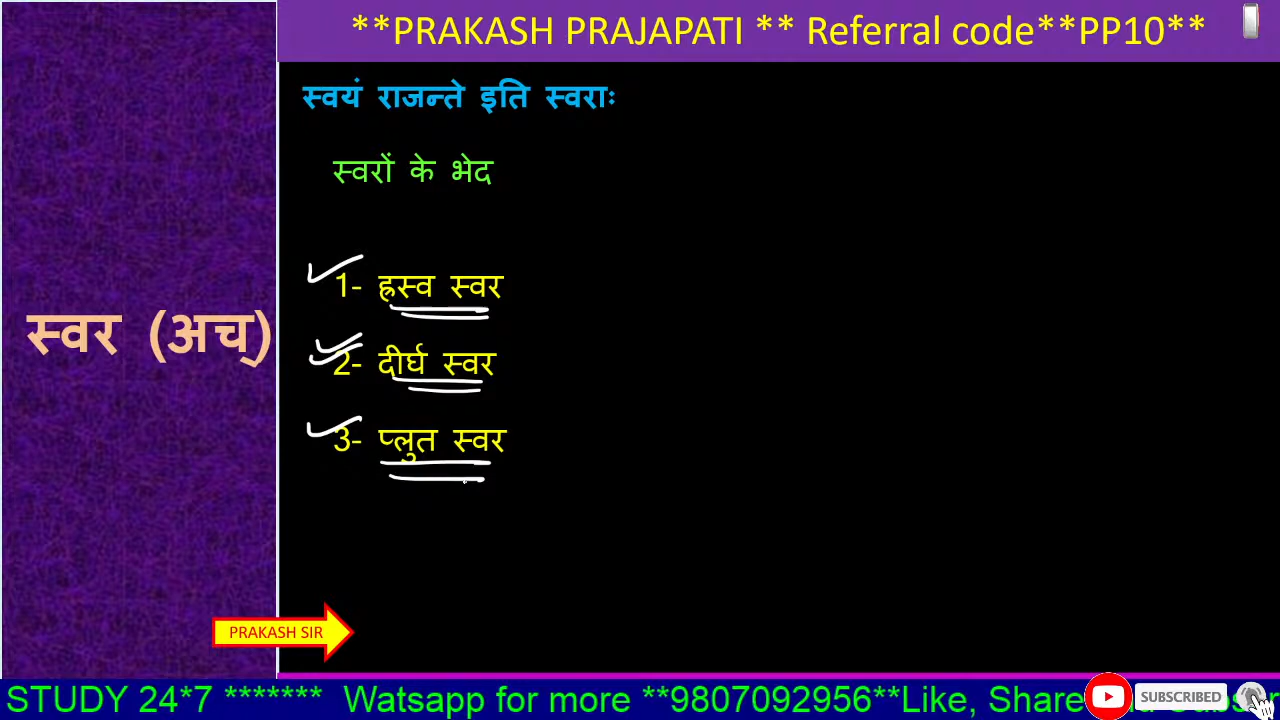 **PRAKASH PRAJAPATI ** Referral code**PP10**
स्वयं राजन्ते इति स्वराः
स्वरों के भेद
1- ह्रस्व स्वर
स्वर (अच्)
2- दीर्घ स्वर
3- प्लुत स्वर
PRAKASH SIR
STUDY 24*7 ******* Watsapp for more **9807092956**Like, Share
SUBSCRIBED